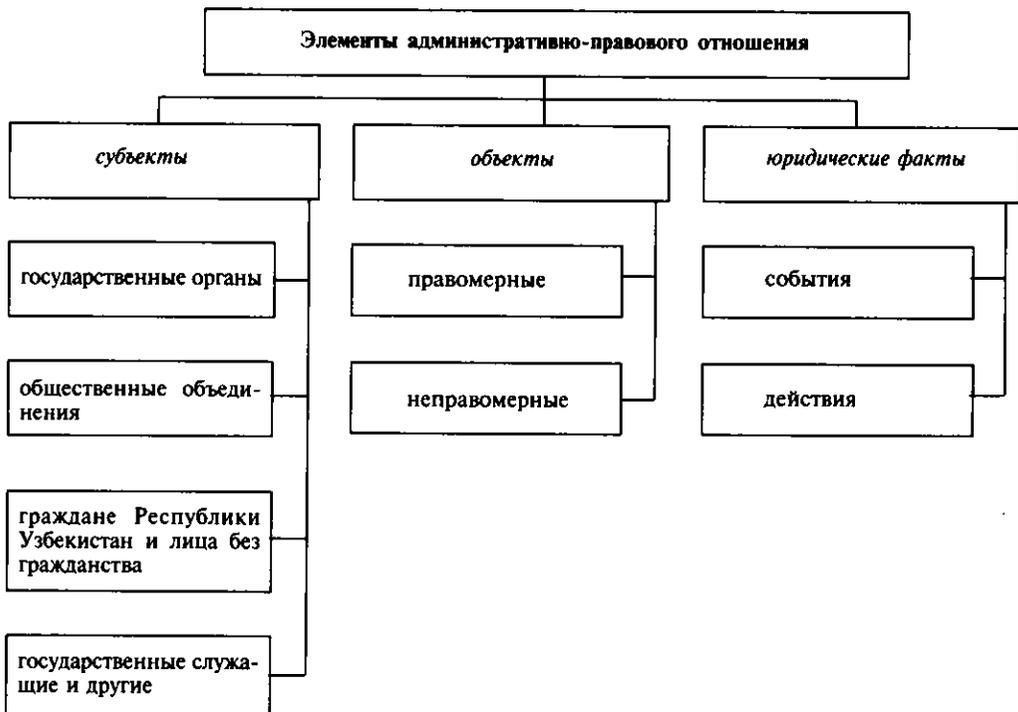 Элементы административно-правового отношения
субъекты
объекты
юридические факты
государственные органы
правомерные
события
общественные объеди-
нения
неправомерные
действия
граждане Республики
Узбекистан и лица без
гражданства
государственные служа-
щие и другие